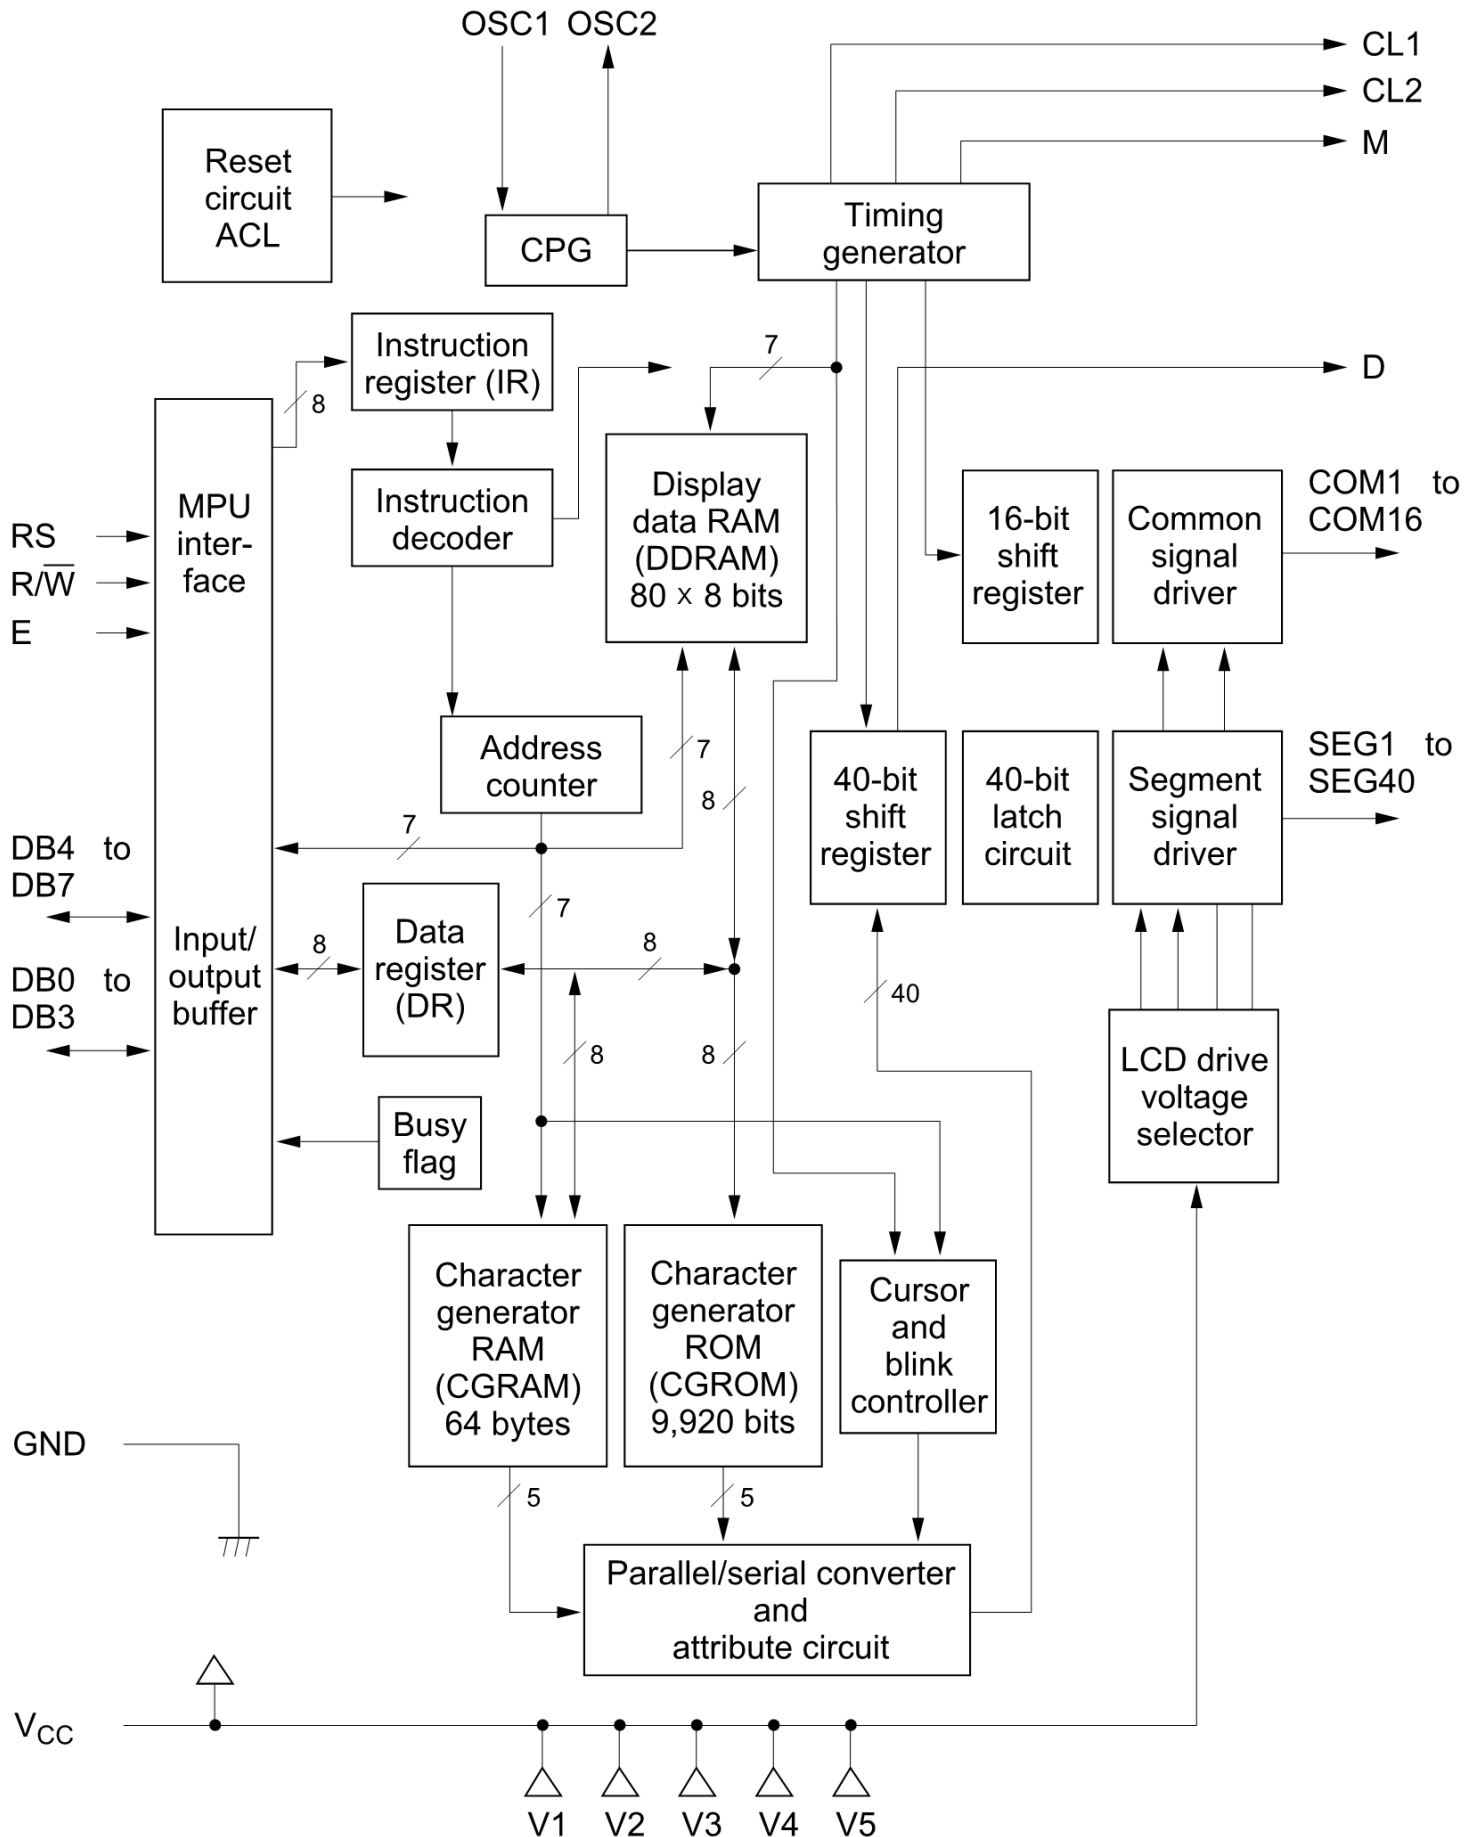 OSC1 OSC2
CL1
CL2
M
Reset
circuit
ACL
CPG
Timing
generator
Instruction
register (IR)
8
7
D
Instruction
decoder
Display
data RAM
(DDRAM)
80 x 8 bits
16-bit
shift
register
Common
signal
driver
COM1 to
COM16
MPU
inter-
face
RS
R/W̅
E
Address
counter
7
8
7
40-bit
shift
register
40-bit
latch
circuit
Segment
signal
driver
SEG1 to
SEG40
DB4 to
DB7
DB0 to
DB3
Input/
output
buffer
8
Data
register
(DR)
7
8
8
8
40
LCD drive
voltage
selector
Busy
flag
Character
generator
RAM
(CGRAM)
64 bytes
Character
generator
ROM
(CGROM)
9,920 bits
Cursor
and
blink
controller
GND
5
5
Parallel/serial converter
and
attribute circuit
VCC
V1 V2 V3 V4 V5